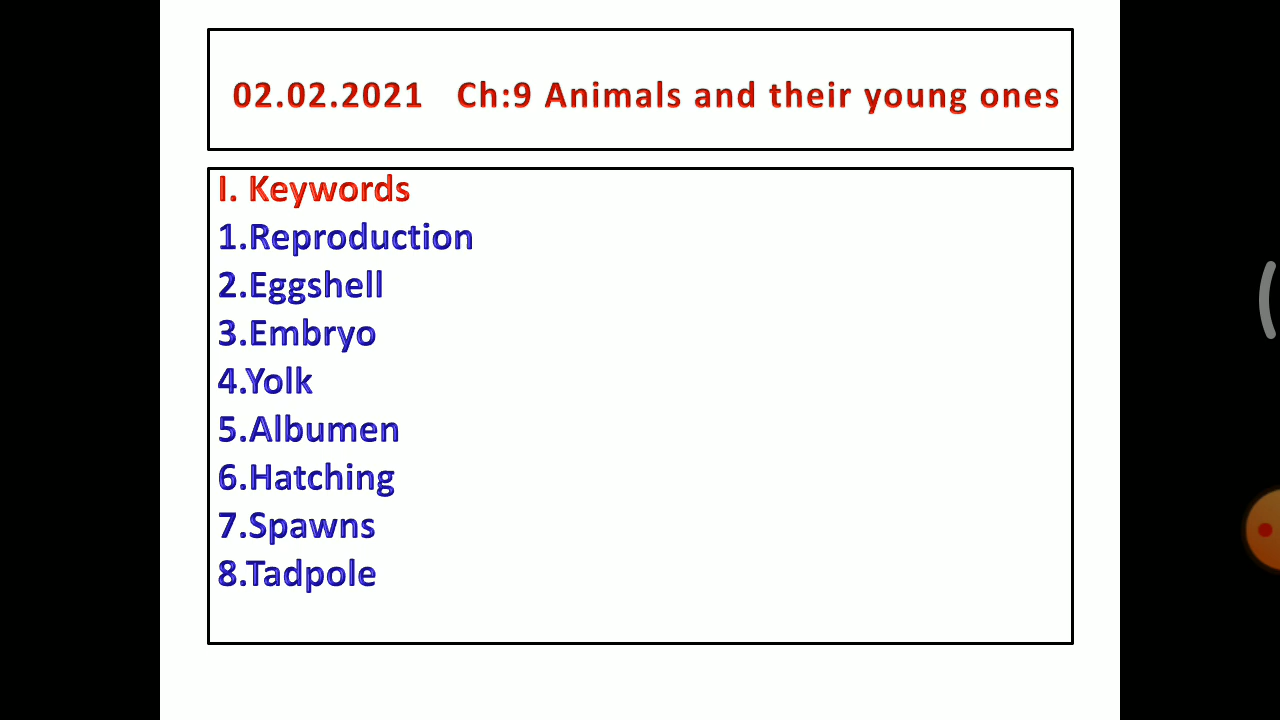 02.02.2021 Ch:9 Animals and their young ones
I. Keywords
1.Reproduction
2.Eggshell
3.Embryo
4.Yolk
5.Albumen
6.Hatching
7.Spawns
8.Tadpole